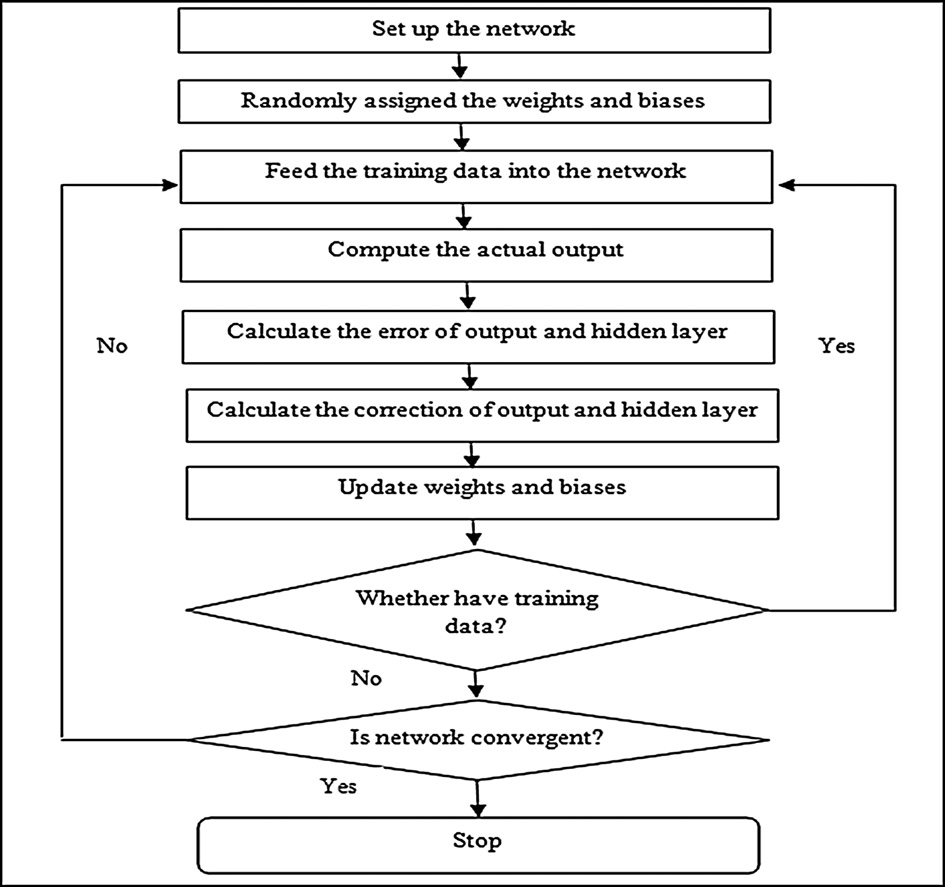 Set up the network
Randomly assigned the weights and biases
Feed the training data into the network
Compute the actual output
No
Calculate the error of output and hidden layer
Yes
Calculate the correction of output and hidden layer
Update weights and biases
Whether have training
data?
No
Is network convergent?
Yes
Stop